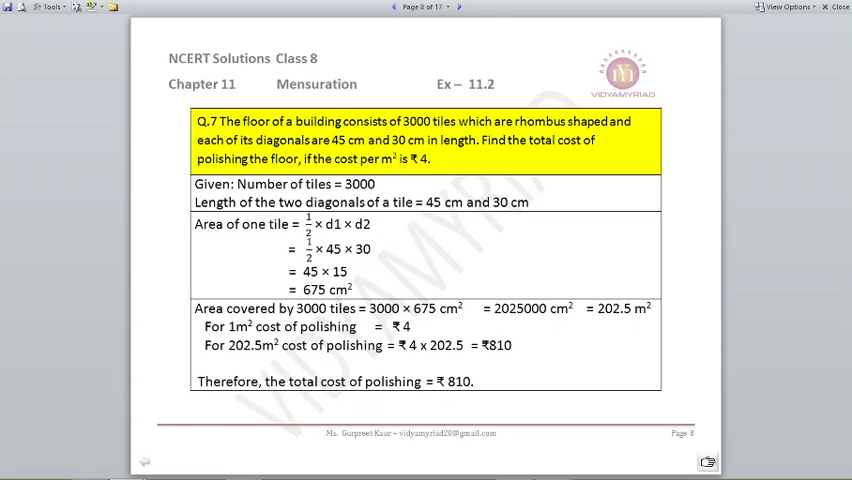 Tools
Page 8 of 17
View Options
Close
NCERT Solutions Class 8
Chapter 11 Mensuration Ex – 11.2
VIDYAMYRIAD
Q.7 The floor of a building consists of 3000 tiles which are rhombus shaped and
each of its diagonals are 45 cm and 30 cm in length. Find the total cost of
polishing the floor, if the cost per m² is ₹ 4.
Given: Number of tiles = 3000
Length of the two diagonals of a tile = 45 cm and 30 cm
Area of one tile = 1/2 × d1 × d2
= 1/2 × 45 × 30
= 45 × 15
= 675 cm²
Area covered by 3000 tiles = 3000 × 675 cm² = 2025000 cm² = 202.5 m²
For 1m² cost of polishing = ₹ 4
For 202.5m² cost of polishing = ₹ 4 x 202.5 = ₹810
Therefore, the total cost of polishing = ₹ 810.
VIDYAMYRIAD
Ms. Gurpreet Kaur – vidyamyriad20@gmail.com Page 8